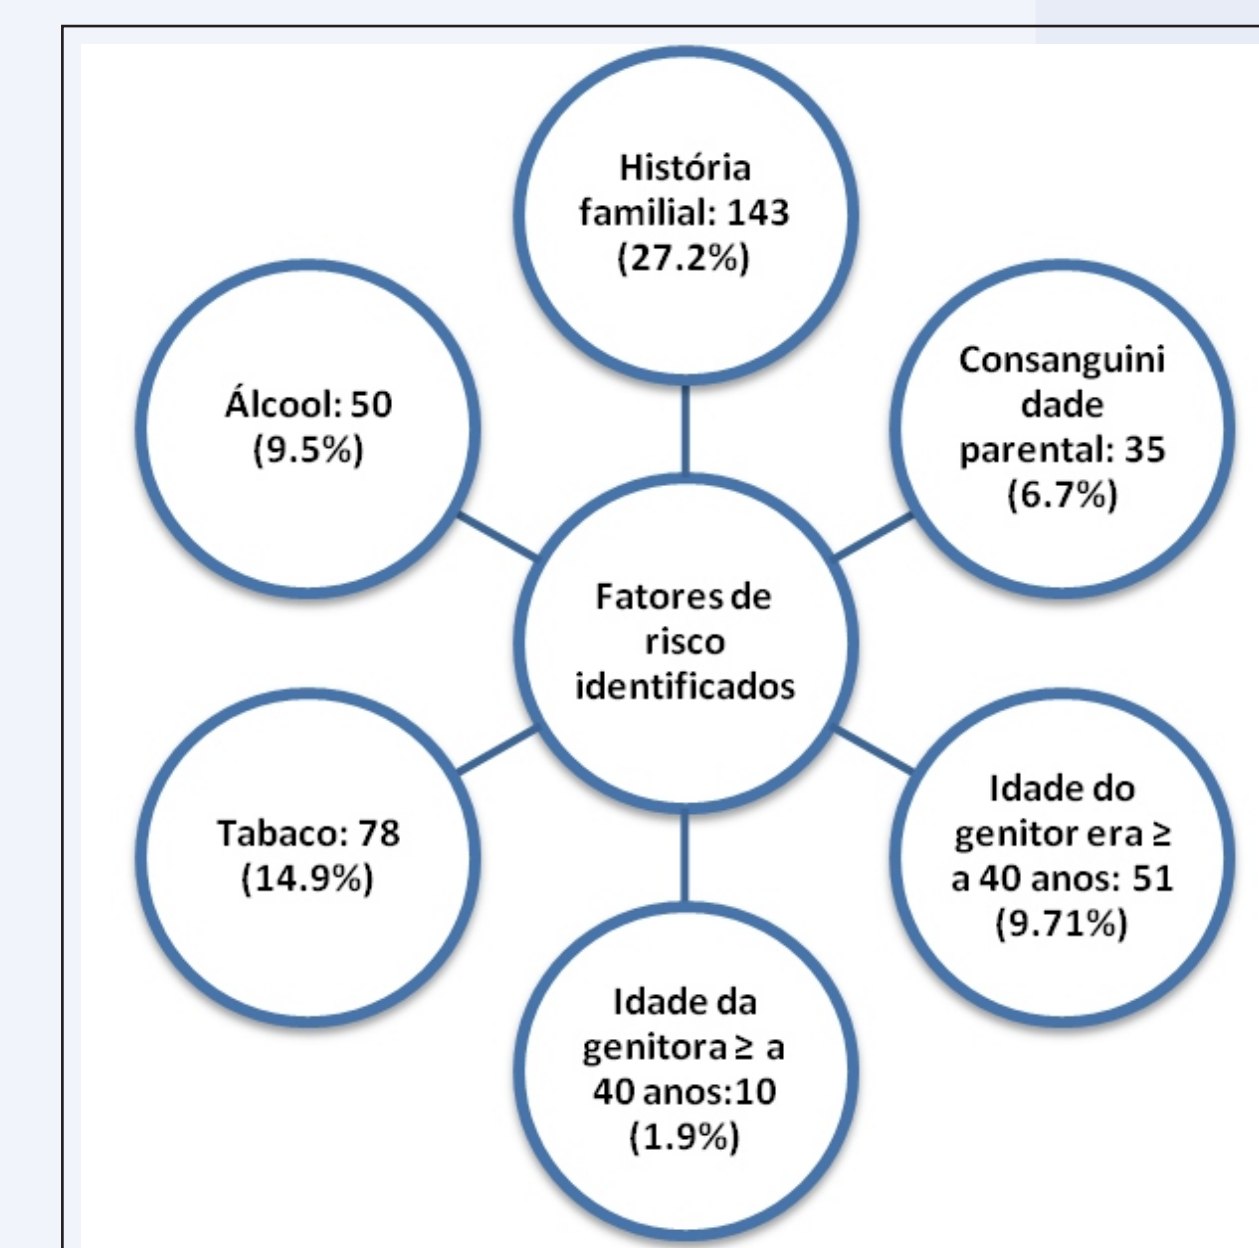 História
familial: 143
(27.2%)
Consanguini
dade
parental: 35
(6.7%)
Idade do
genitor era ≥
a 40 anos: 51
(9.71%)
Idade da
genitora ≥ a
40 anos:10
(1.9%)
Tabaco: 78
(14.9%)
Álcool: 50
(9.5%)
Fatores de
risco
identificados